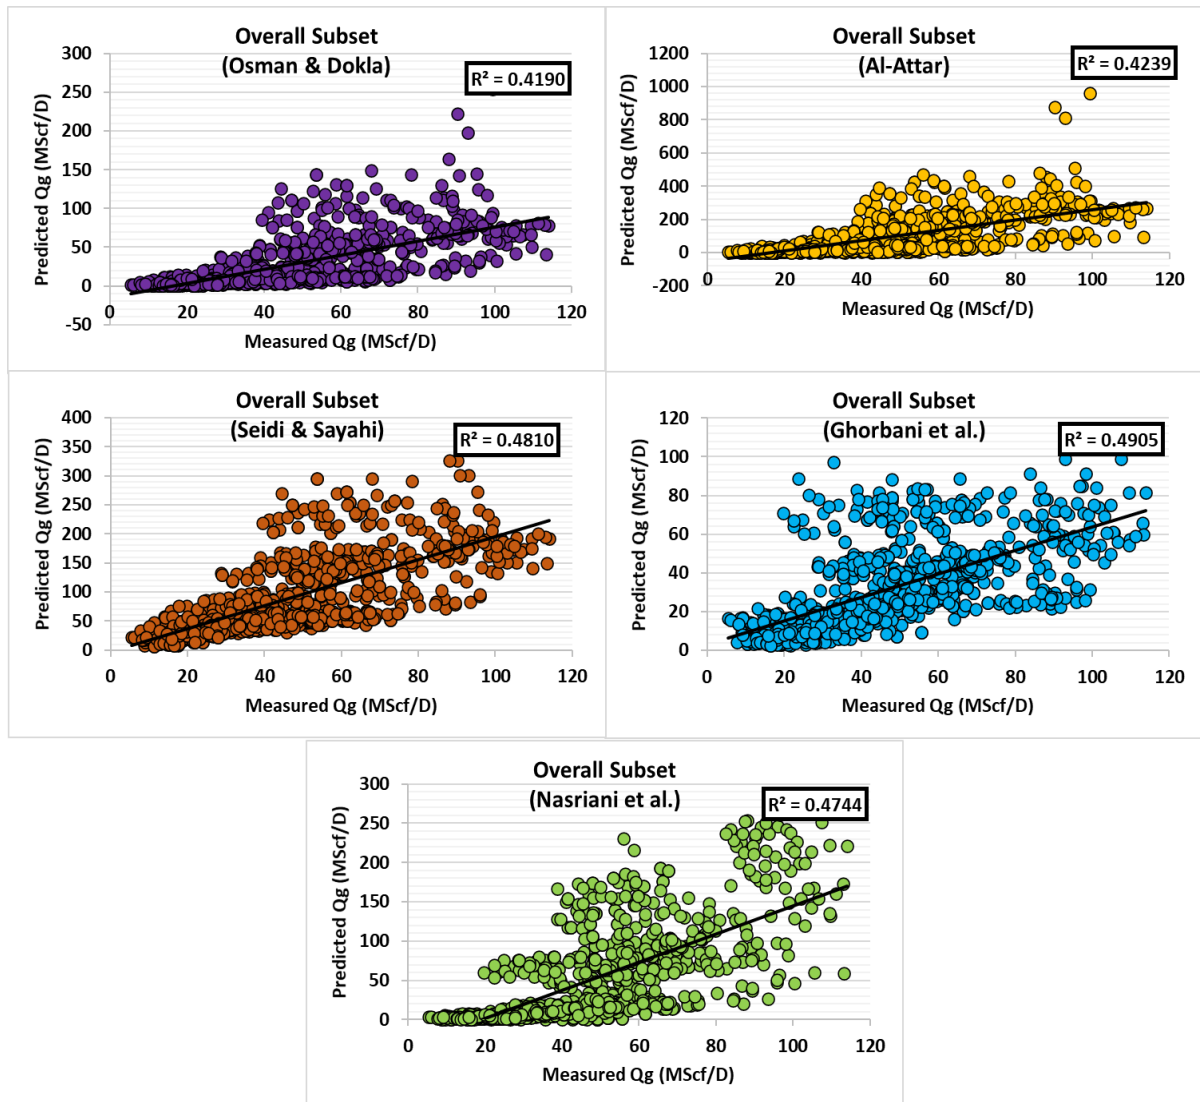 Overall Subset
(Osman & Dokla)
R² = 0.4190
Predicted Qg (MScf/D)
300
250
200
150
100
50
0
-50
0
20
40
60
80
100
120
Measured Qg (MScf/D)
Overall Subset
(Al-Attar)
R² = 0.4239
Predicted Qg (MScf/D)
1200
1000
800
600
400
200
0
-200
0
20
40
60
80
100
120
Measured Qg (MScf/D)
Overall Subset
(Seidi & Sayahi)
R² = 0.4810
Predicted Qg (MScf/D)
400
350
300
250
200
150
100
50
0
0
20
40
60
80
100
120
Measured Qg (MScf/D)
Overall Subset
(Ghorbani et al.)
R² = 0.4905
Predicted Qg (MScf/D)
120
100
80
60
40
20
0
0
20
40
60
80
100
120
Measured Qg (MScf/D)
Overall Subset
(Nasriani et al.)
R² = 0.4744
Predicted Qg (MScf/D)
300
250
200
150
100
50
0
0
20
40
60
80
100
120
Measured Qg (MScf/D)